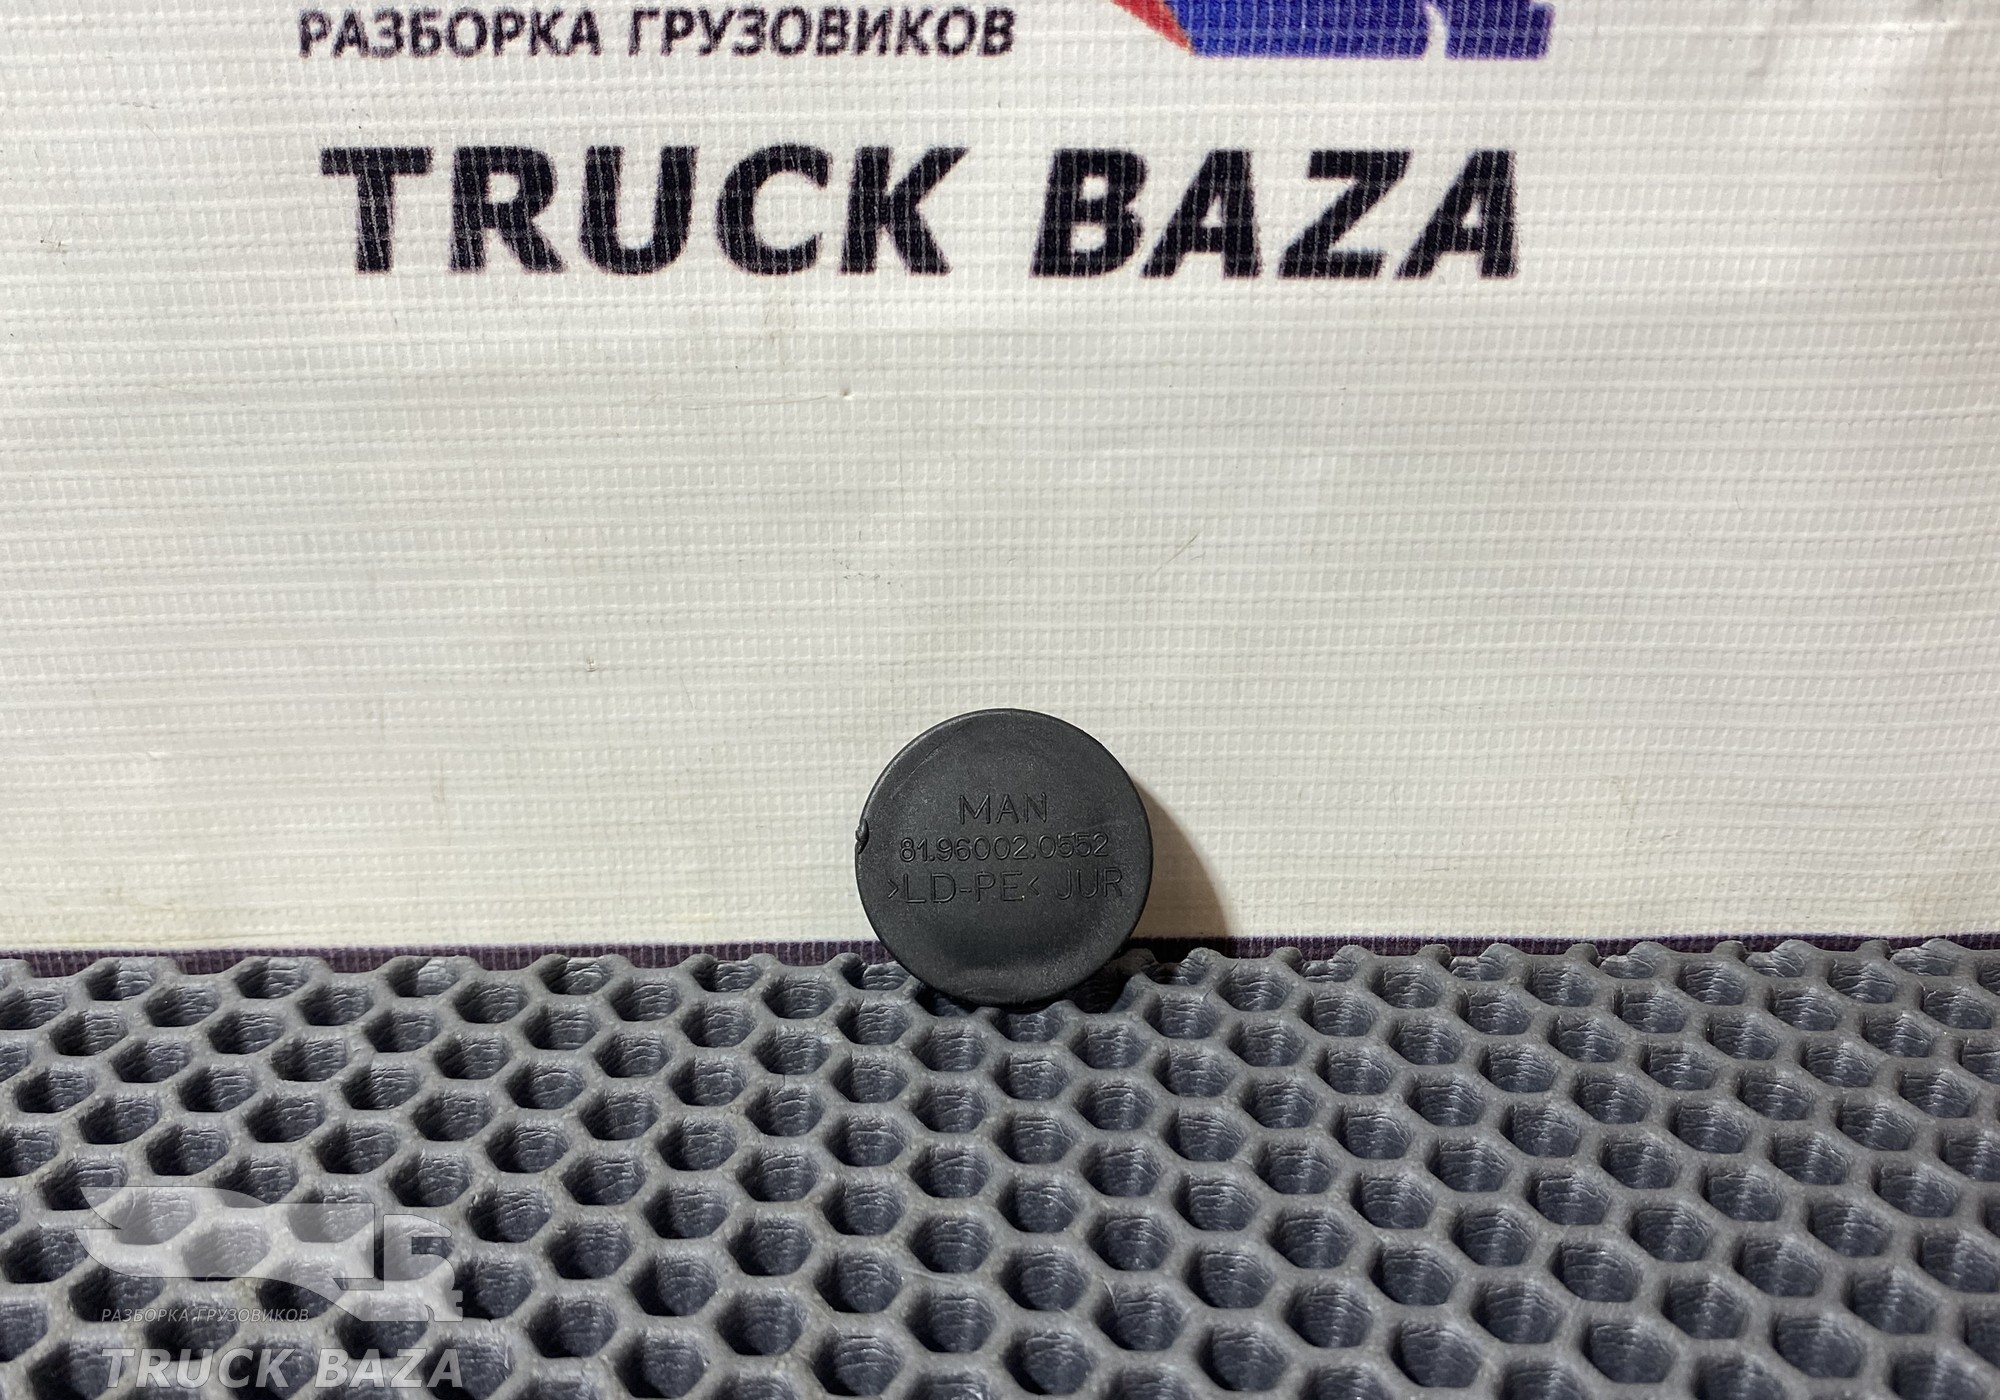 РАЗБОРКА ГРУЗОВИКОВ
TRUCK BAZA
MAN
81.96002.0552
>LD-PE< JUR
РАЗБОРКА ГРУЗОВИКОВ
TRUCK BAZA